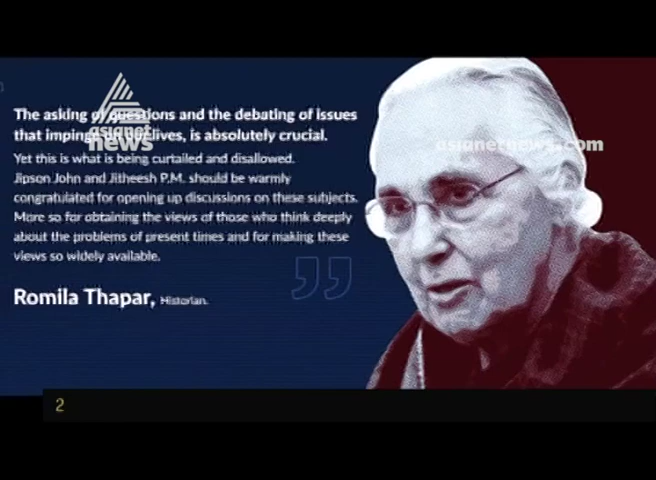 The asking of questions and the debating of issues
that impinge on our lives, is absolutely crucial.
Yet this is what is being curtailed and disallowed.
Jipson John and Jitheesh P.M. should be warmly
congratulated for opening up discussions on these subjects.
More so for obtaining the views of those who think deeply
about the problems of present times and for making these
views so widely available.
Romila Thapar, Historian.
asianet
news
asianetnews.com
2